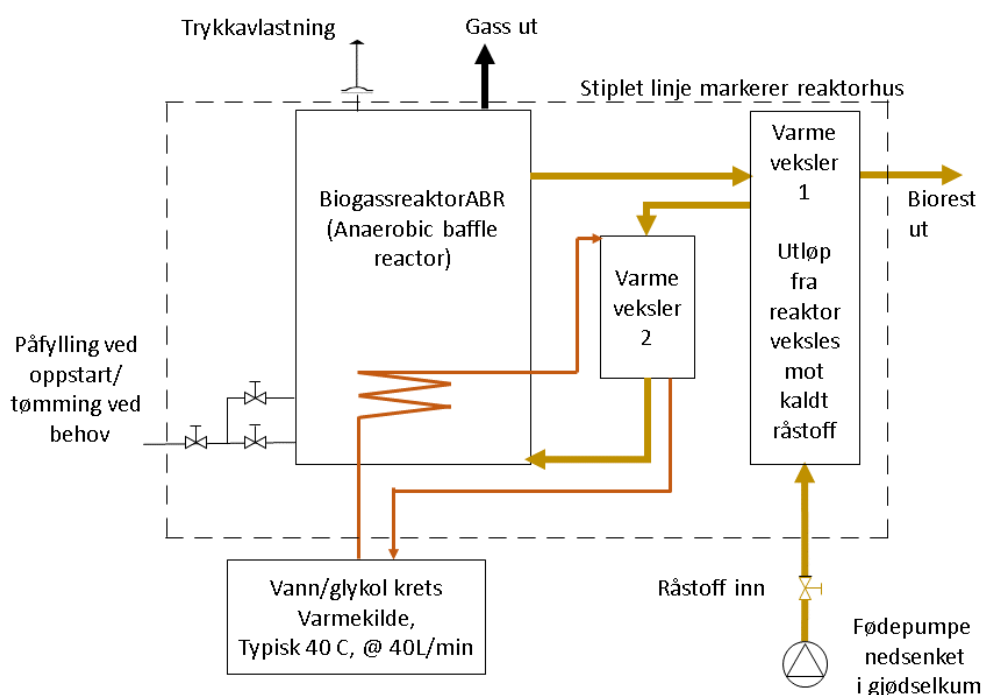 Trykkavlastning
Gass ut
Stiplet linje markerer reaktorhus
BiogassreaktorABR
(Anaerobic baffle
reactor)
Varme
veksler
1
Utløp
fra
reaktor
veksles
mot
kaldt
råstoff
Biorest
ut
Varme
veksler
2
Påfylling ved
oppstart/
tømming ved
behov
Vann/glykol krets
Varmekilde,
Typisk 40 C, @ 40L/min
Råstoff inn
Fødepumpe
nedsenket
i gjødselkum